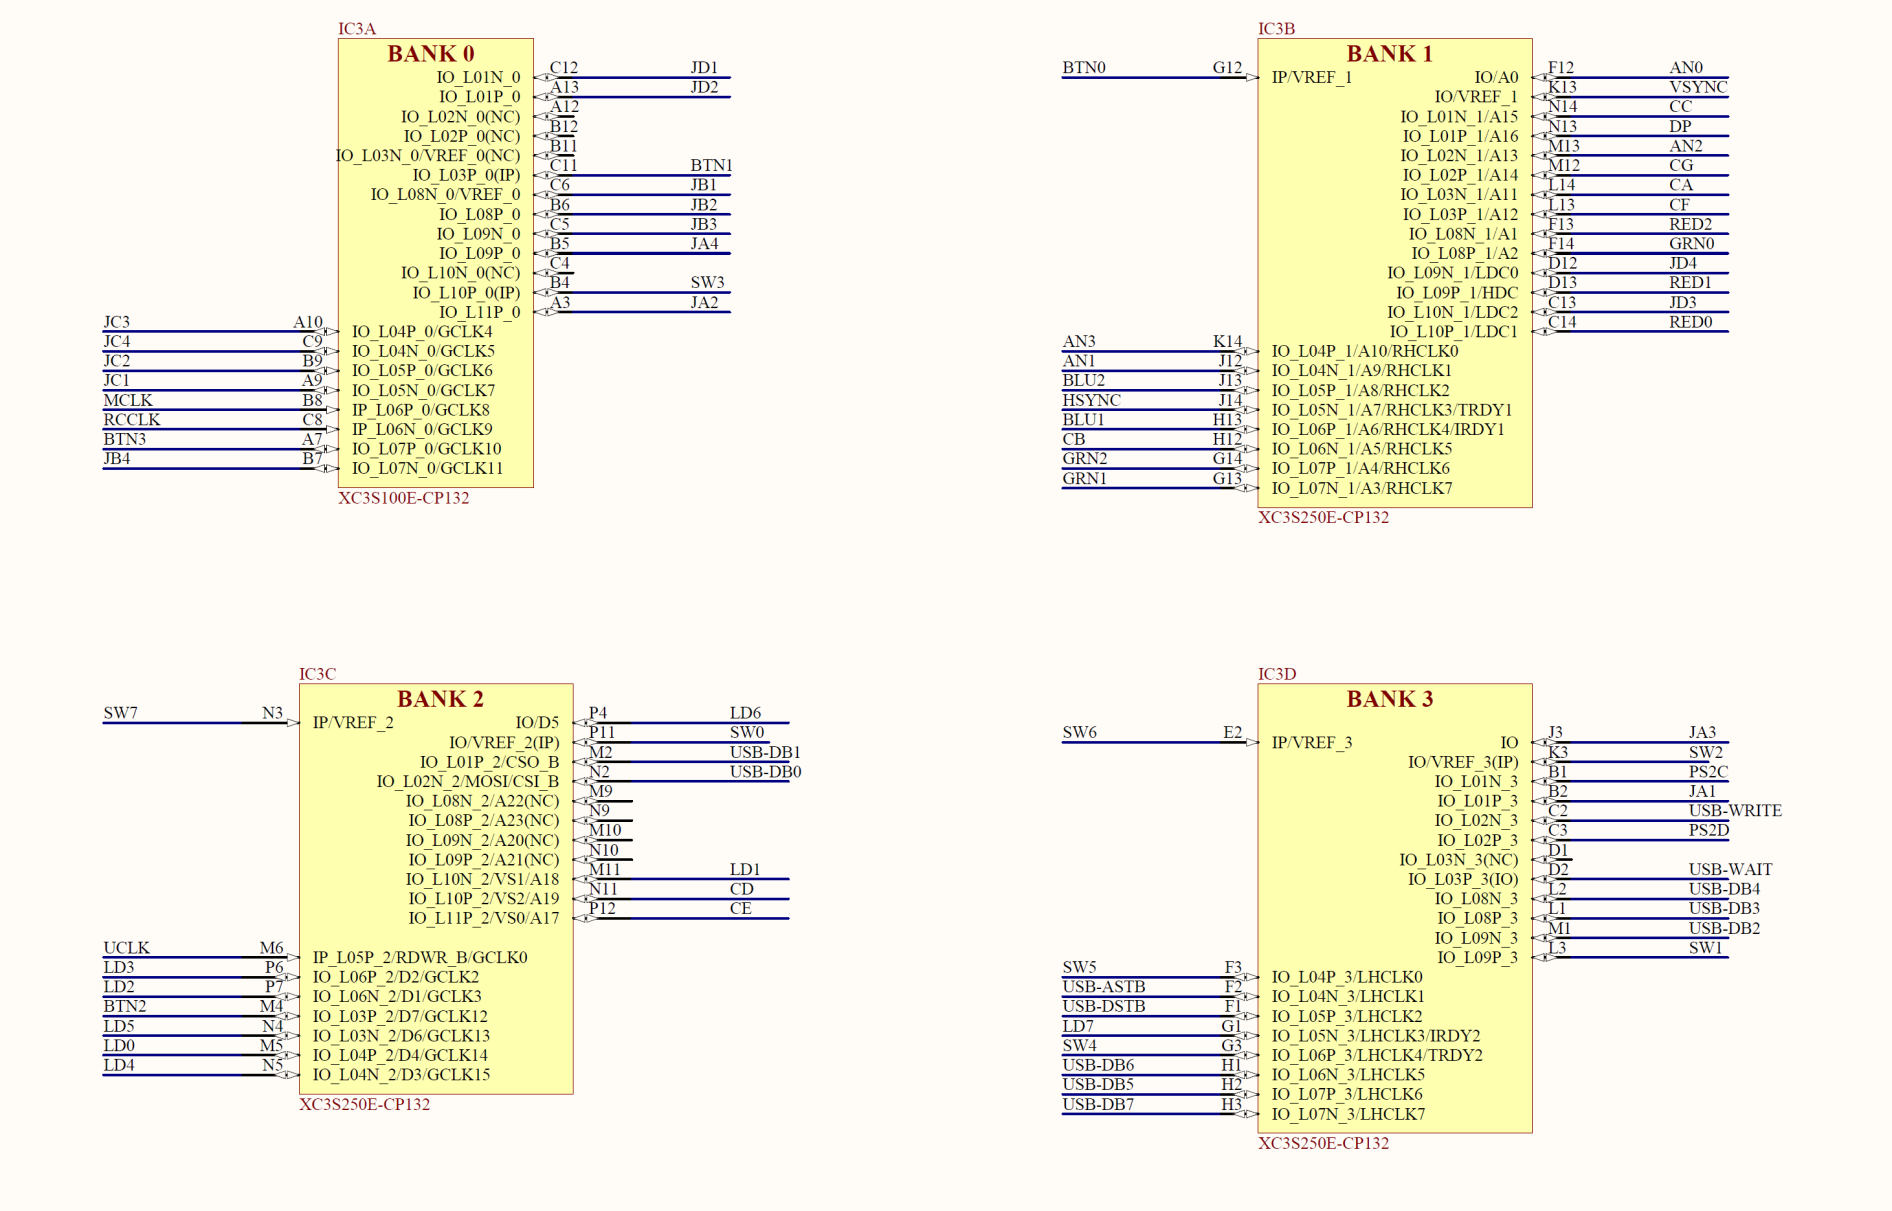 IC3A
BANK 0
IO_L01N_0 C12 JD1
IO_L01P_0 A13 JD2
IO_L02N_0(NC) A12
IO_L02P_0(NC) B12
IO_L03N_0/VREF_0(NC) B11
IO_L03P_0(IP) C11 BTN1
IO_L08N_0/VREF_0 C6 JB1
IO_L08P_0 B6 JB2
IO_L09N_0 C5 JB3
IO_L09P_0 B5 JA4
IO_L10N_0(NC) C4
IO_L10P_0(IP) B4 SW3
IO_L11P_0 A3 JA2
JC3 A10 IO_L04P_0/GCLK4
JC4 C9 IO_L04N_0/GCLK5
JC2 B9 IO_L05P_0/GCLK6
JC1 A9 IO_L05N_0/GCLK7
MCLK B8 IP_L06P_0/GCLK8
RCCLK C8 IP_L06N_0/GCLK9
BTN3 A7 IO_L07P_0/GCLK10
JB4 B7 IO_L07N_0/GCLK11
XC3S100E-CP132
IC3B
BANK 1
BTN0 G12 IP/VREF_1 IO/A0 F12 AN0
IO/VREF_1 K13 VSYNC
IO_L01N_1/A15 N14 CC
IO_L01P_1/A16 N13 DP
IO_L02N_1/A13 M13 AN2
IO_L02P_1/A14 M12 CG
IO_L03N_1/A11 L14 CA
IO_L03P_1/A12 L13 CF
IO_L08N_1/A1 F13 RED2
IO_L08P_1/A2 F14 GRN0
IO_L09N_1/LDC0 D12 JD4
IO_L09P_1/HDC D13 RED1
IO_L10N_1/LDC2 C13 JD3
IO_L10P_1/LDC1 C14 RED0
AN3 K14 IO_L04P_1/A10/RHCLK0
AN1 J12 IO_L04N_1/A9/RHCLK1
BLU2 J13 IO_L05P_1/A8/RHCLK2
HSYNC J14 IO_L05N_1/A7/RHCLK3/TRDY1
BLU1 H13 IO_L06P_1/A6/RHCLK4/IRDY1
CB H12 IO_L06N_1/A5/RHCLK5
GRN2 G14 IO_L07P_1/A4/RHCLK6
GRN1 G13 IO_L07N_1/A3/RHCLK7
XC3S250E-CP132
IC3C
BANK 2
SW7 N3 IP/VREF_2 IO/D5 P4 LD6
IO/VREF_2(IP) P11 SW0
IO_L01P_2/CSO_B M2 USB-DB1
IO_L02N_2/MOSI/CSI_B N2 USB-DB0
IO_L08N_2/A22(NC) M9
IO_L08P_2/A23(NC) N9
IO_L09N_2/A20(NC) M10
IO_L09P_2/A21(NC) N10
IO_L10N_2/VS1/A18 M11 LD1
IO_L10P_2/VS2/A19 N11 CD
IO_L11P_2/VS0/A17 P12 CE
UCLK M6 IP_L05P_2/RDWR_B/GCLK0
LD3 P6 IO_L06P_2/D2/GCLK2
LD2 P7 IO_L06N_2/D1/GCLK3
BTN2 M4 IO_L03P_2/D7/GCLK12
LD5 N4 IO_L03N_2/D6/GCLK13
LD0 M5 IO_L04P_2/D4/GCLK14
LD4 N5 IO_L04N_2/D3/GCLK15
XC3S250E-CP132
IC3D
BANK 3
SW6 E2 IP/VREF_3 IO J3 JA3
IO/VREF_3(IP) K3 SW2
IO_L01N_3 B1 PS2C
IO_L01P_3 B2 JA1
IO_L02N_3 C2 USB-WRITE
IO_L02P_3 C3 PS2D
IO_L03N_3(NC) D1
IO_L03P_3(IO) D2 USB-WAIT
IO_L08N_3 L2 USB-DB4
IO_L08P_3 L1 USB-DB3
IO_L09N_3 M1 USB-DB2
IO_L09P_3 L3 SW1
SW5 F3 IO_L04P_3/LHCLK0
USB-ASTB F2 IO_L04N_3/LHCLK1
USB-DSTB F1 IO_L05P_3/LHCLK2
LD7 G1 IO_L05N_3/LHCLK3/IRDY2
SW4 G3 IO_L06P_3/LHCLK4/TRDY2
USB-DB6 H1 IO_L06N_3/LHCLK5
USB-DB5 H2 IO_L07P_3/LHCLK6
USB-DB7 H3 IO_L07N_3/LHCLK7
XC3S250E-CP132